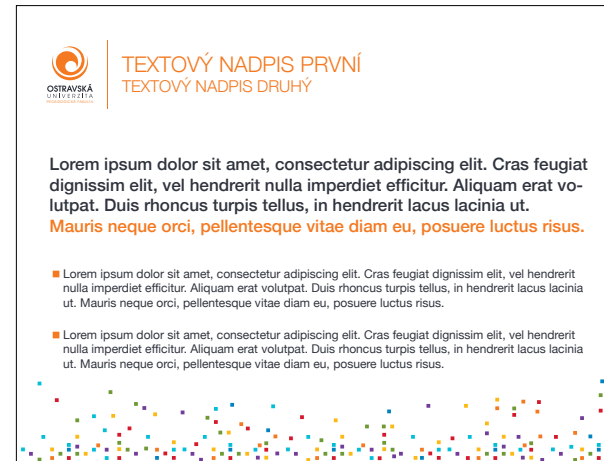 OSTRAVSKÁ
UNIVERZITA
PEDAGOGICKÁ FAKULTA
TEXTOVÝ NADPIS PRVNÍ
TEXTOVÝ NADPIS DRUHÝ
Lorem ipsum dolor sit amet, consectetur adipiscing elit. Cras feugiat
dignissim elit, vel hendrerit nulla imperdiet efficitur. Aliquam erat vo-
lutpat. Duis rhoncus turpis tellus, in hendrerit lacus lacinia ut.
Mauris neque orci, pellentesque vitae diam eu, posuere luctus risus.
Lorem ipsum dolor sit amet, consectetur adipiscing elit. Cras feugiat dignissim elit, vel hendrerit
nulla imperdiet efficitur. Aliquam erat volutpat. Duis rhoncus turpis tellus, in hendrerit lacus lacinia
ut. Mauris neque orci, pellentesque vitae diam eu, posuere luctus risus.
Lorem ipsum dolor sit amet, consectetur adipiscing elit. Cras feugiat dignissim elit, vel hendrerit
nulla imperdiet efficitur. Aliquam erat volutpat. Duis rhoncus turpis tellus, in hendrerit lacus lacinia
ut. Mauris neque orci, pellentesque vitae diam eu, posuere luctus risus.